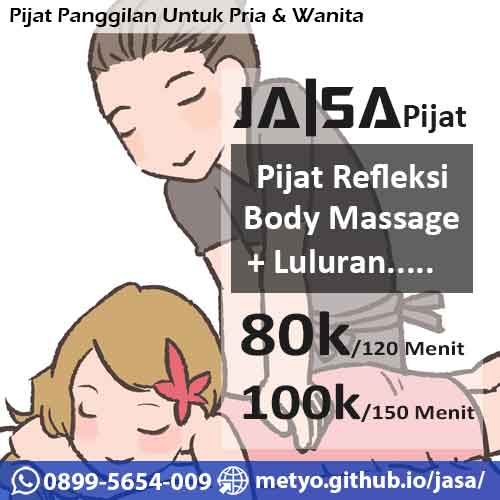 Pijat Panggilan Untuk Pria & Wanita
JA|SA Pijat
Pijat Refleksi
Body Massage
+ Luluran.....
80k/120 Menit
100k/150 Menit
0899-5654-009 metyo.github.io/jasa/